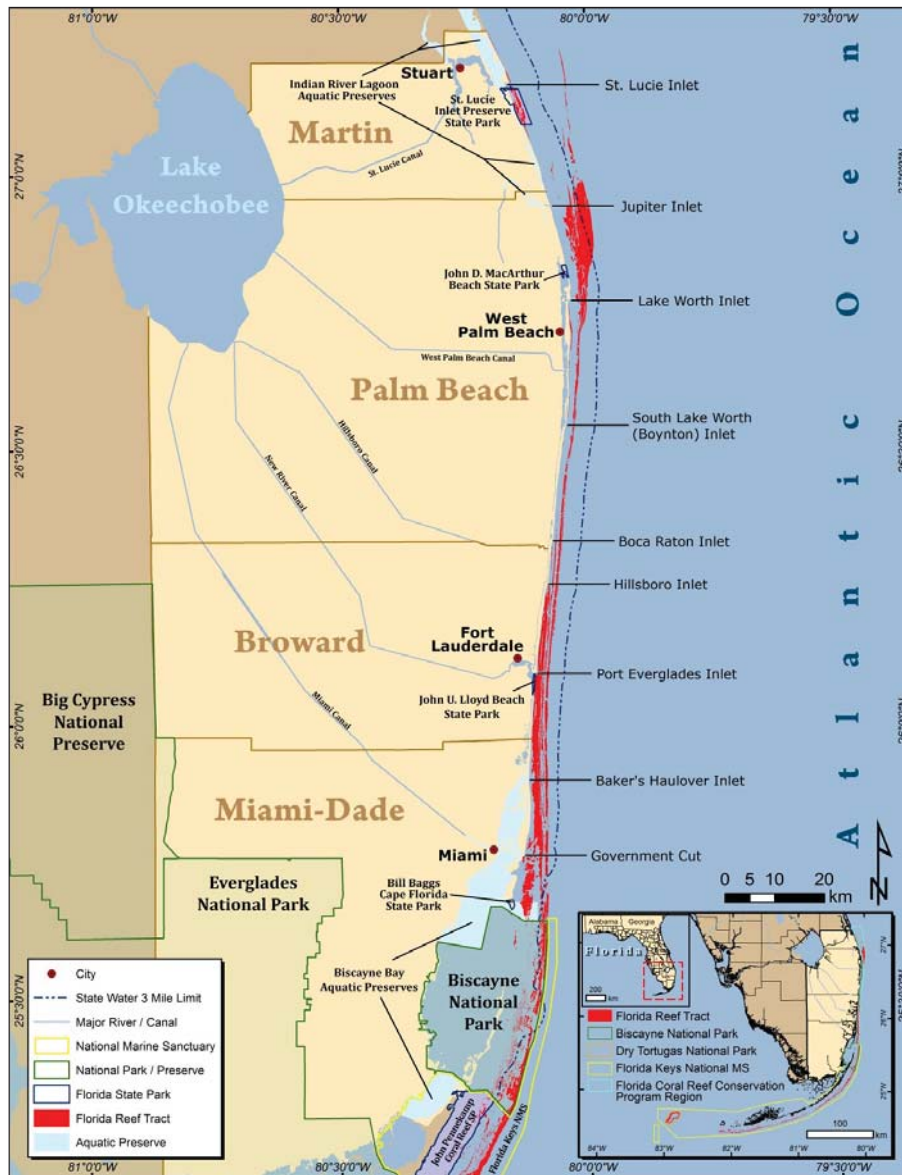 81°0'0"W
80°30'0"W
80°0'0"W
79°30'0"W
Stuart
Indian River Lagoon
Aquatic Preserves
St. Lucie
Inlet Preserve
State Park
St. Lucie Inlet
Martin
St. Lucie Canal
Lake
Okeechobee
27°0'0"N
27°0'0"N
Jupiter Inlet
John D. MacArthur
Beach State Park
Lake Worth Inlet
West
Palm Beach
West Palm Beach Canal
Palm Beach
South Lake Worth
(Boynton) Inlet
26°30'0"N
26°30'0"N
Hillsboro Canal
New River Canal
Boca Raton Inlet
Hillsboro Inlet
Broward
Fort
Lauderdale
Port Everglades Inlet
John U. Lloyd Beach
State Park
Miami Canal
Big Cypress
National
Preserve
26°0'0"N
26°0'0"N
Baker's Haulover Inlet
Miami-Dade
Miami
Government Cut
Atlantic Ocean
N
Bill Baggs
Cape Florida
State Park
Everglades
National Park
0 5 10 20
km
Biscayne Bay
Aquatic Preserves
Biscayne
National
Park
25°30'0"N
25°30'0"N
John Pennekamp
Coral Reef SP
Florida Keys NMS
City
State Water 3 Mile Limit
Major River / Canal
National Marine Sanctuary
National Park / Preserve
Florida State Park
Florida Reef Tract
Aquatic Preserve
Alabama
Georgia
Florida
200
km
Florida Reef Tract
Biscayne National Park
Dry Tortugas National Park
Florida Keys National MS
Florida Coral Reef Conservation
Program Region
27°N
26°N
25°N
100
km
84°W
83°W
82°W
81°W
80°W
81°0'0"W
80°30'0"W
80°0'0"W